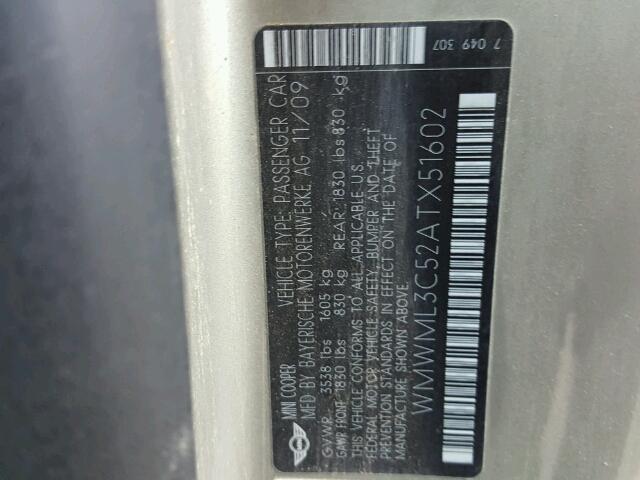 7 049 307
MINI COOPER VEHICLE TYPE: PASSENGER CAR
MFD BY BAYERISCHE MOTORENWERKE AG 11/09
GVWR 3538 lbs 1605 kg
GAWR FRONT 1830 lbs 830 kg REAR 1830 lbs 830 kg
THIS VEHICLE CONFORMS TO ALL APPLICABLE U.S.
FEDERAL MOTOR VEHICLE SAFETY, BUMPER AND THEFT
PREVENTION STANDARDS IN EFFECT ON THE DATE OF
MANUFACTURE SHOWN ABOVE.
WMWML3C52ATX51602